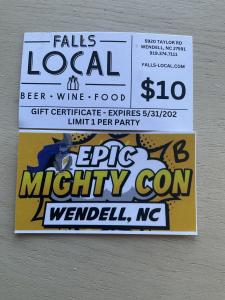 FALLS
LOCAL
BEER • WINE • FOOD
5920 TAYLOR RD
WENDELL, NC 27591
919.374.7111
FALLS-LOCAL.COM
$10
GIFT CERTIFICATE - EXPIRES 5/31/202
LIMIT 1 PER PARTY
EPIC
B
MIGHTY CON
WENDELL, NC